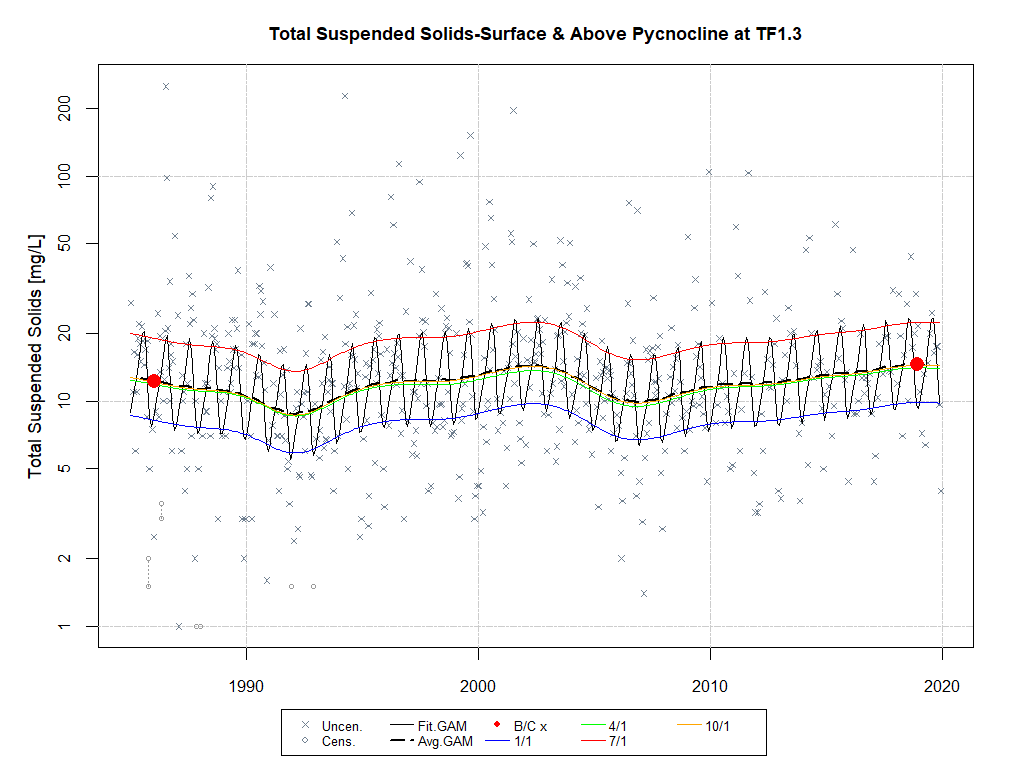 Total Suspended Solids-Surface & Above Pycnocline at TF1.3
Total Suspended Solids [mg/L]
200
100
50
20
10
5
2
1
1990 2000 2010 2020
Uncen. Fit.GAM B/C x 4/1 10/1
Cens. Avg.GAM 1/1 7/1